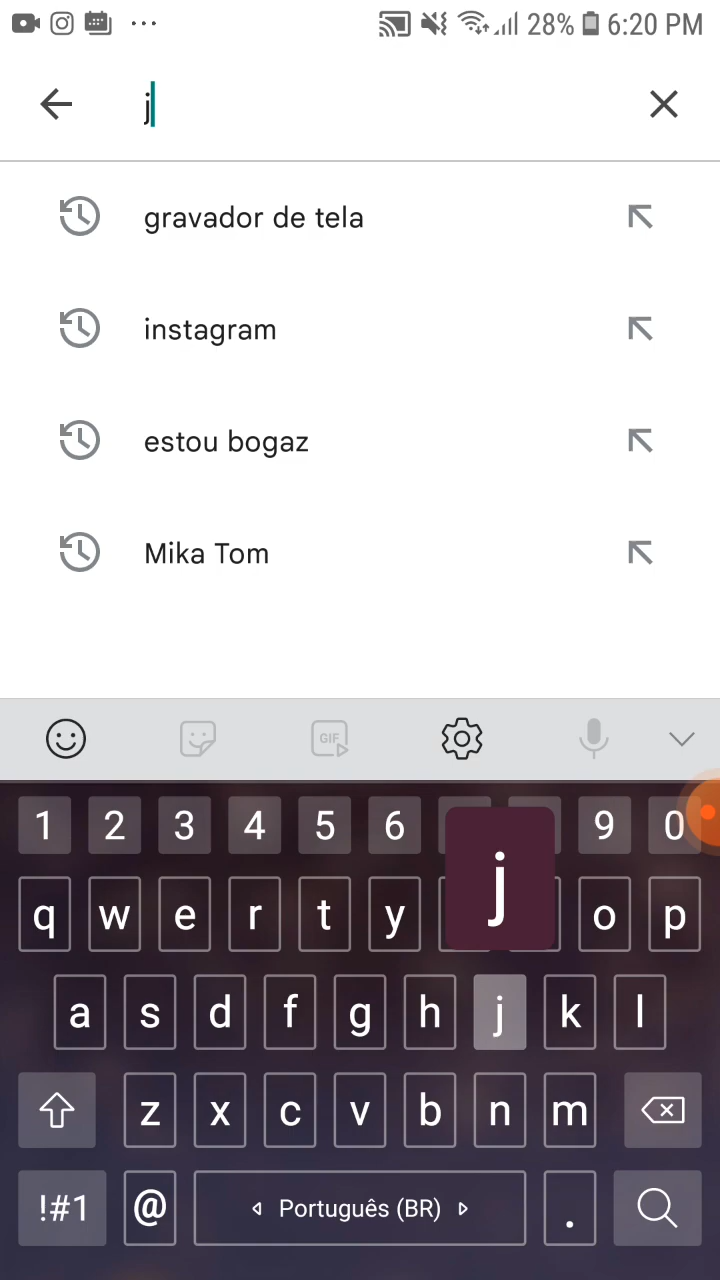 28% 6:20 PM
j
gravador de tela
instagram
estou bogaz
Mika Tom
GIF
1 2 3 4 5 6 9 0
j
q w e r t y o p
a s d f g h j k l
z x c v b n m
!#1 @ Português (BR) .